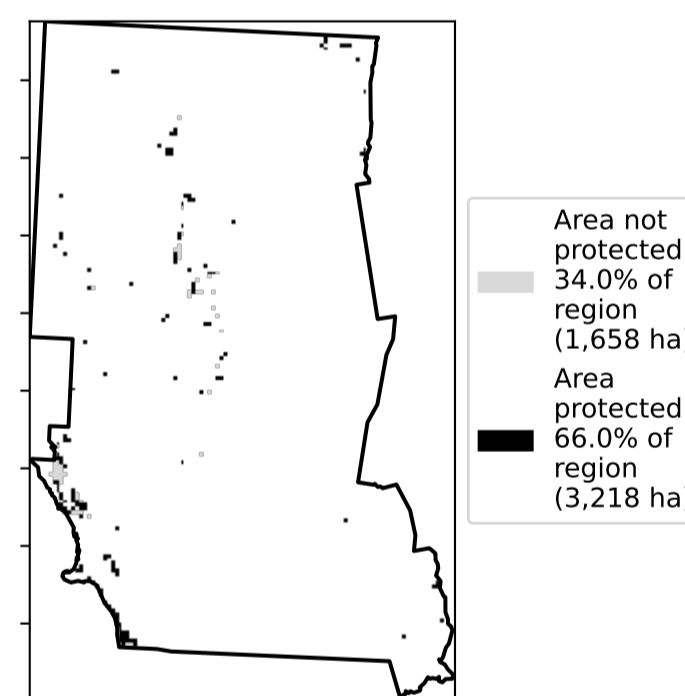 Area not
protected
34.0% of
region
(1,658 ha)
Area
protected
66.0% of
region
(3,218 ha)